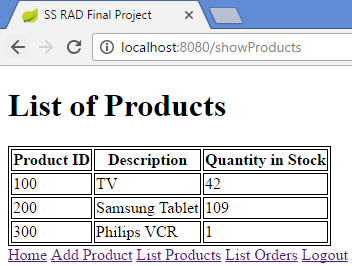 SS RAD Final Project
localhost:8080/showProducts
List of Products
Product ID Description Quantity in Stock
100 TV 42
200 Samsung Tablet 109
300 Philips VCR 1
Home Add Product List Products List Orders Logout